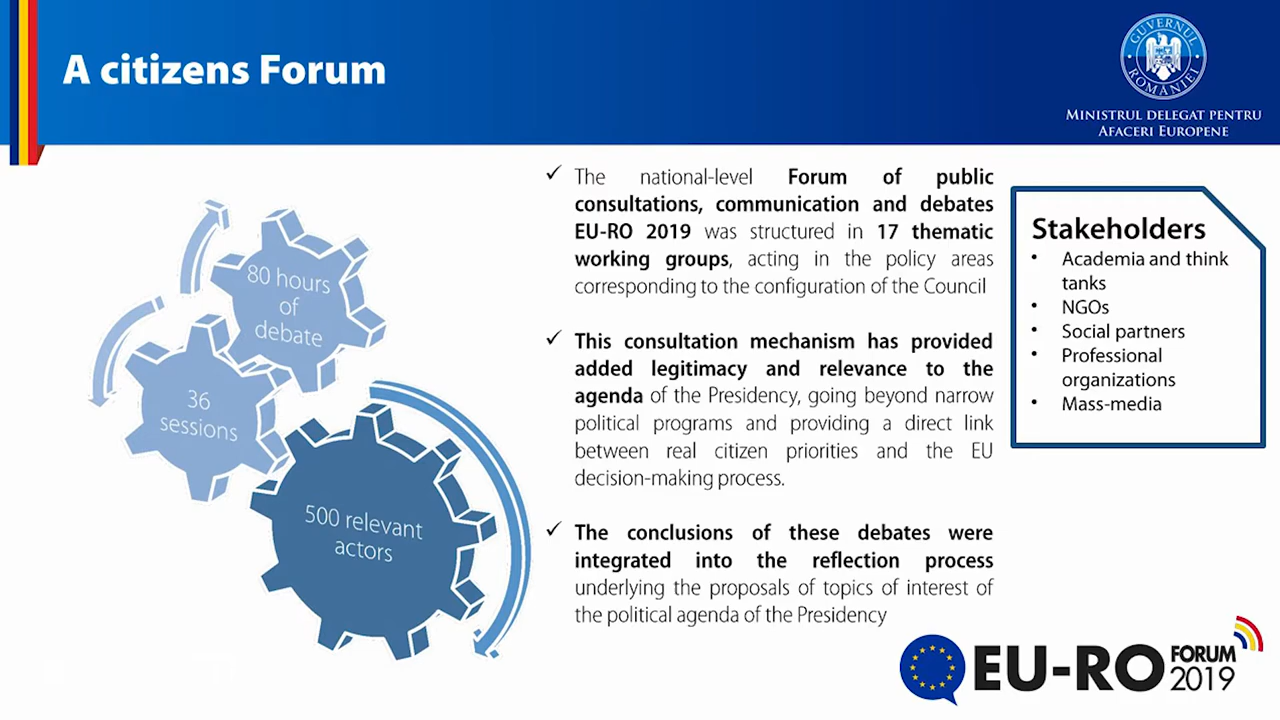 A citizens Forum
GUVERNUL ROMÂNIEI
MINISTRUL DELEGAT PENTRU
AFACERI EUROPENE
80 hours
of
debate
36
sessions
500 relevant
actors
✓ The national-level Forum of public
consultations, communication and debates
EU-RO 2019 was structured in 17 thematic
working groups, acting in the policy areas
corresponding to the configuration of the Council
✓ This consultation mechanism has provided
added legitimacy and relevance to the
agenda of the Presidency, going beyond narrow
political programs and providing a direct link
between real citizen priorities and the EU
decision-making process.
✓ The conclusions of these debates were
integrated into the reflection process
underlying the proposals of topics of interest of
the political agenda of the Presidency
Stakeholders
• Academia and think
tanks
• NGOs
• Social partners
• Professional
organizations
• Mass-media
EU-RO FORUM
2019